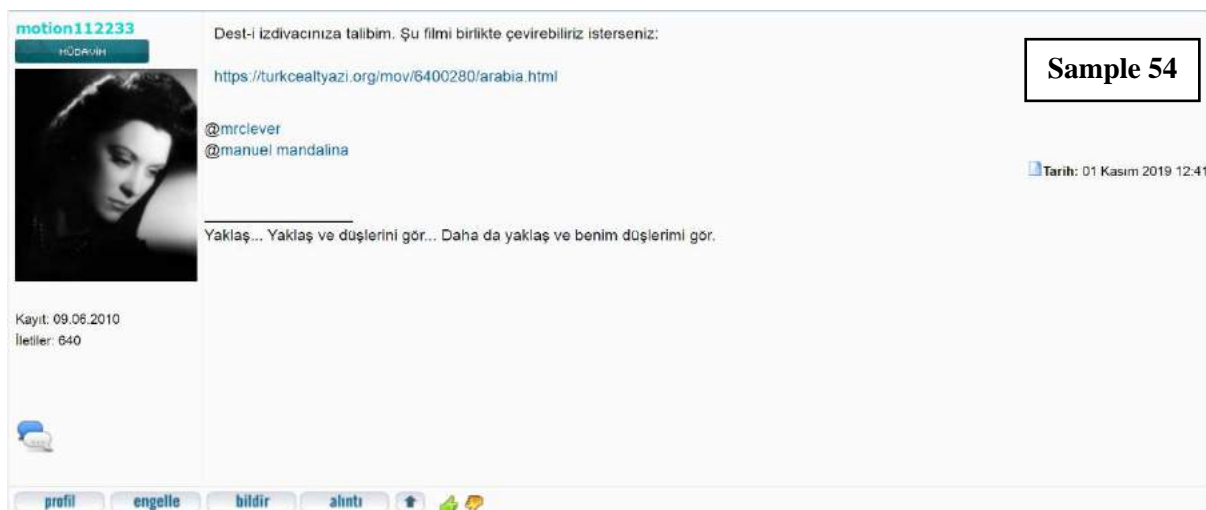 motion112233
MÜDAVİM
Dest-i izdivacınıza talibim. Şu filmi birlikte çevirebiliriz isterseniz:
https://turkcealtyazi.org/mov/6400280/arabia.html
Sample 54
@mrclever
@manuel mandalina
Tarih: 01 Kasım 2019 12:41
Yaklaş... Yaklaş ve düşlerini gör... Daha da yaklaş ve benim düşlerimi gör.
Kayıt: 09.06.2010
İletiler: 640
profil engelle bildir alıntı